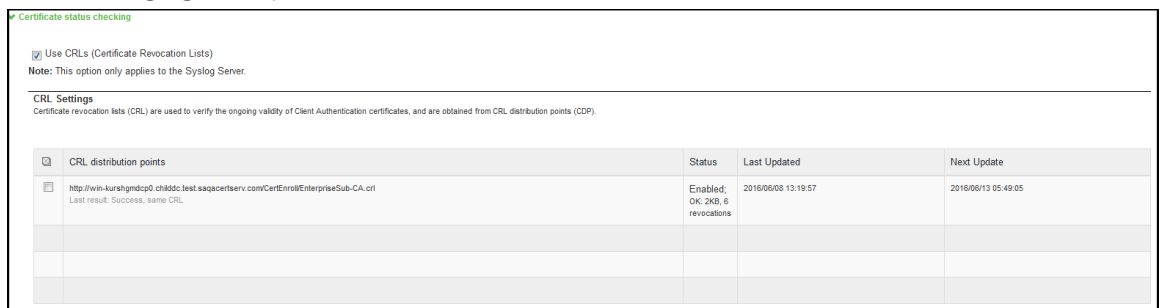 Certificate status checking
Use CRLs (Certificate Revocation Lists)
Note: This option only applies to the Syslog Server.
CRL Settings
Certificate revocation lists (CRL) are used to verify the ongoing validity of Client Authentication certificates, and are obtained from CRL distribution points (CDP).
CRL distribution points Status Last Updated Next Update
http://win-kurshgmdcp0.childdc.test.saqacertserv.com/CertEnroll/EnterpriseSub-CA.crl Enabled; 2016/06/08 13:19:57 2016/06/13 05:49:05
Last result: Success, same CRL OK: 2KB, 6
revocations